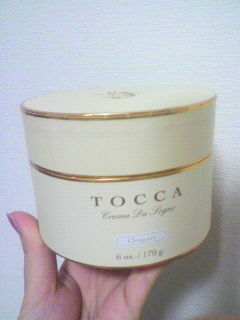 TOCCA
Crema Da Sogno
Cleopatra
6 oz. / 170 g